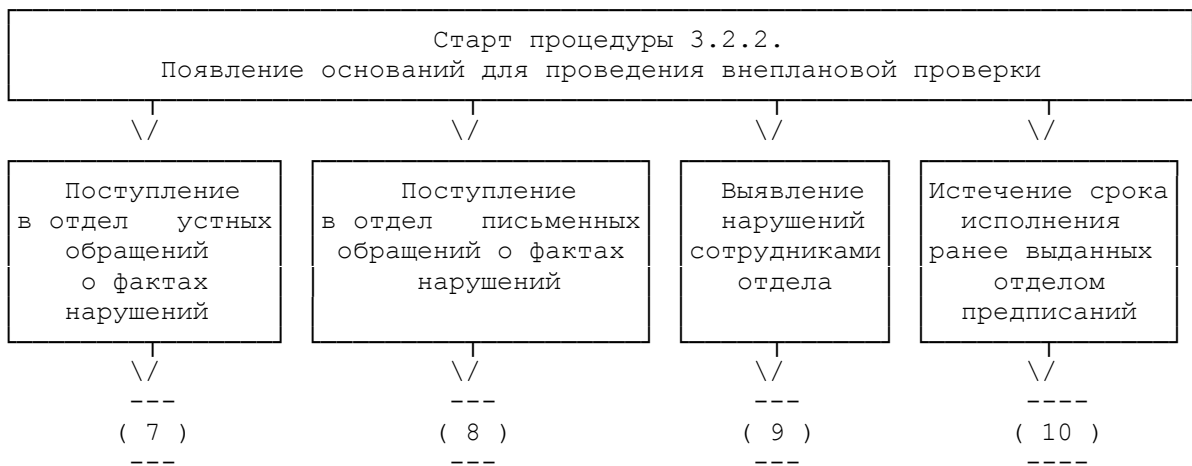 Старт процедуры 3.2.2.
Появление оснований для проведения внеплановой проверки
\/ \/ \/ \/
Поступление
в отдел устных
обращений
о фактах
нарушений
Поступление
в отдел письменных
обращений о фактах
нарушений
Выявление
нарушений
сотрудниками
отдела
Истечение срока
исполнения
ранее выданных
отделом
предписаний
\/ \/ \/ \/
--- --- --- ----
( 7 ) ( 8 ) ( 9 ) ( 10 )
--- --- --- ----